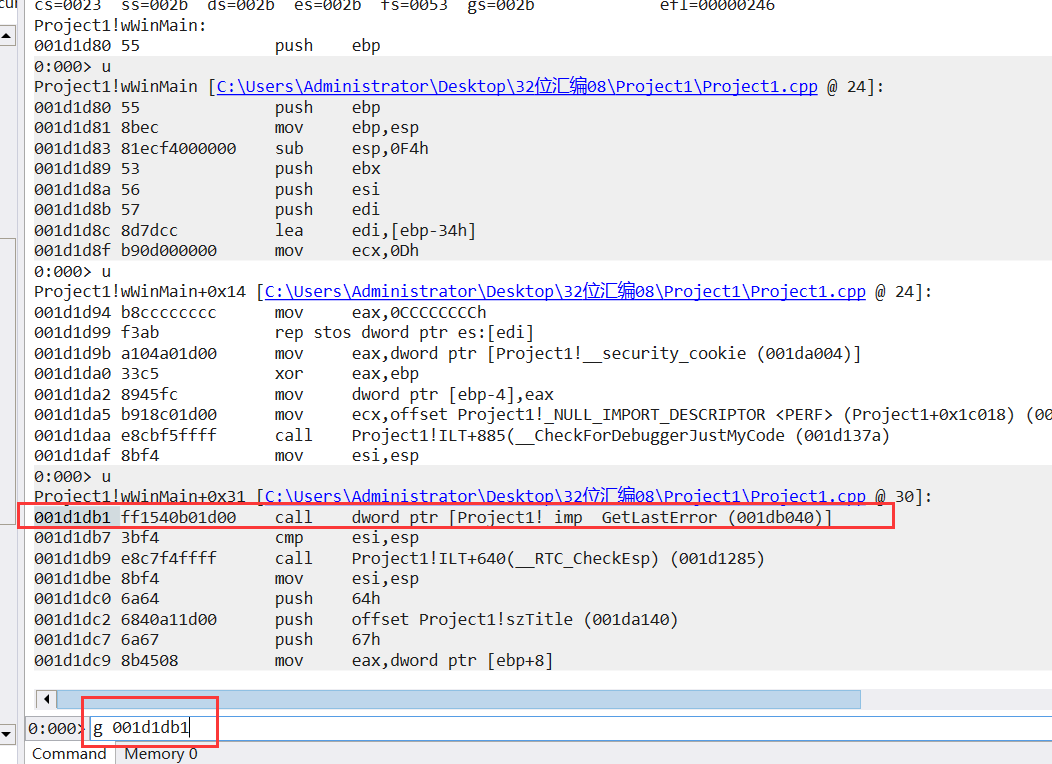 cs=0023 ss=002b ds=002b es=002b fs=0053 gs=002b efl=00000246
Project1!wWinMain:
001d1d80 55 push ebp
0:000> u
Project1!wWinMain [C:\Users\Administrator\Desktop\32位汇编08\Project1\Project1.cpp @ 24]:
001d1d80 55 push ebp
001d1d81 8bec mov ebp,esp
001d1d83 81ecf4000000 sub esp,0F4h
001d1d89 53 push ebx
001d1d8a 56 push esi
001d1d8b 57 push edi
001d1d8c 8d7dcc lea edi,[ebp-34h]
001d1d8f b90d000000 mov ecx,0Dh
0:000> u
Project1!wWinMain+0x14 [C:\Users\Administrator\Desktop\32位汇编08\Project1\Project1.cpp @ 24]:
001d1d94 b8cccccccc mov eax,0CCCCCCCCh
001d1d99 f3ab rep stos dword ptr es:[edi]
001d1d9b a104a01d00 mov eax,dword ptr [Project1!__security_cookie (001da004)]
001d1da0 33c5 xor eax,ebp
001d1da2 8945fc mov dword ptr [ebp-4],eax
001d1da5 b918c01d00 mov ecx,offset Project1!_NULL_IMPORT_DESCRIPTOR <PERF> (Project1+0x1c018) (00
001d1daa e8cbf5ffff call Project1!ILT+885(__CheckForDebuggerJustMyCode (001d137a)
001d1daf 8bf4 mov esi,esp
0:000> u
Project1!wWinMain+0x31 [C:\Users\Administrator\Desktop\32位汇编08\Project1\Project1.cpp @ 30]:
001d1db1 ff1540b01d00 call dword ptr [Project1! imp GetLastError (001db040)]
001d1db7 3bf4 cmp esi,esp
001d1db9 e8c7f4ffff call Project1!ILT+640(__RTC_CheckEsp) (001d1285)
001d1dbe 8bf4 mov esi,esp
001d1dc0 6a64 push 64h
001d1dc2 6840a11d00 push offset Project1!szTitle (001da140)
001d1dc7 6a67 push 67h
001d1dc9 8b4508 mov eax,dword ptr [ebp+8]
0:000> g 001d1db1
Command Memory 0